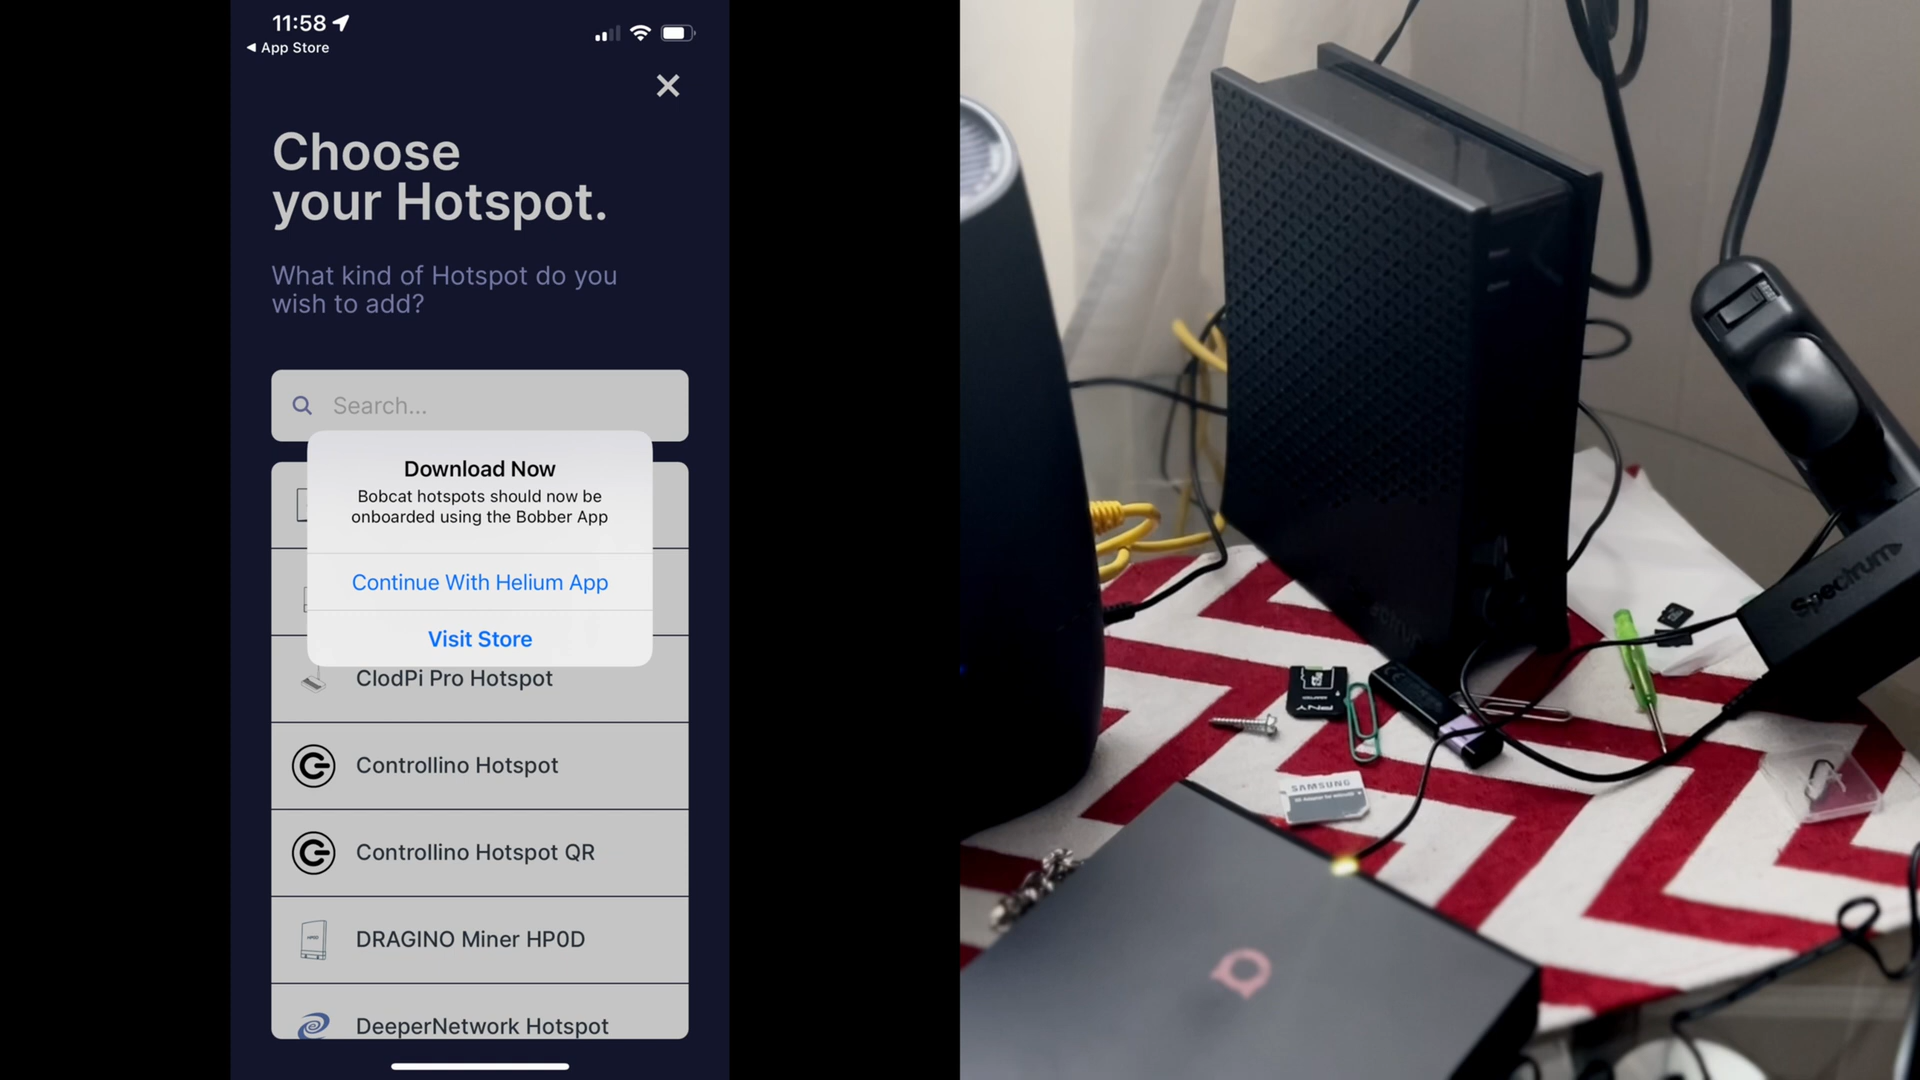 11:58
App Store
Choose
your Hotspot.
What kind of Hotspot do you
wish to add?
Search...
Download Now
Bobcat hotspots should now be
onboarded using the Bobber App
Continue With Helium App
Visit Store
ClodPi Pro Hotspot
Controllino Hotspot
Controllino Hotspot QR
DRAGINO Miner HP0D
DeeperNetwork Hotspot
Spectrum
PNY
SAMSUNG